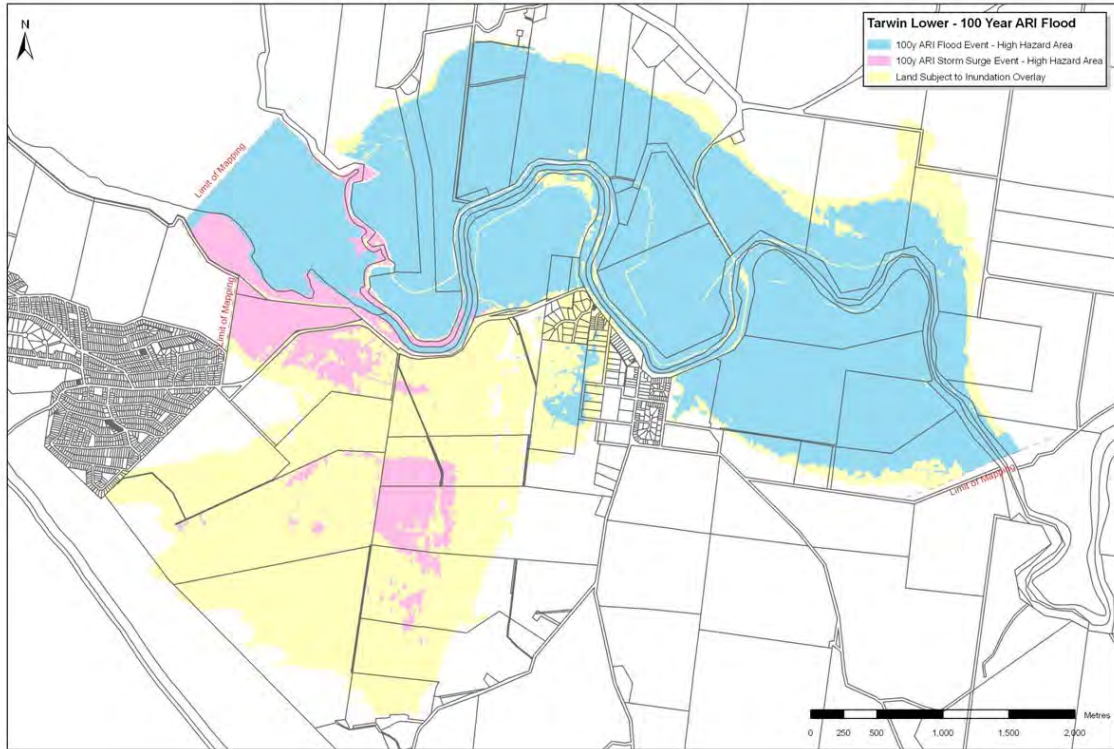 N
Tarwin Lower - 100 Year ARI Flood
100y ARI Flood Event - High Hazard Area
100y ARI Storm Surge Event - High Hazard Area
Land Subject to Inundation Overlay
Limit of Mapping
Limit of Mapping
Limit of Mapping
Metres
0 250 500 1,000 1,500 2,000